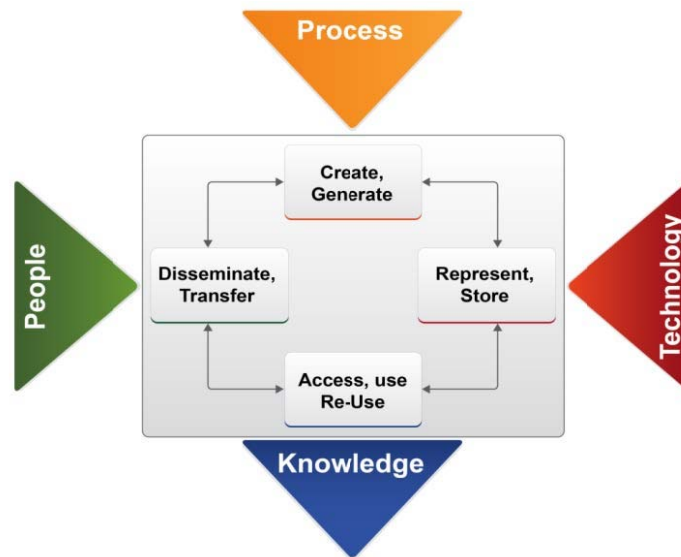 Process
Create,
Generate
People
Disseminate,
Transfer
Represent,
Store
Technology
Access, use
Re-Use
Knowledge